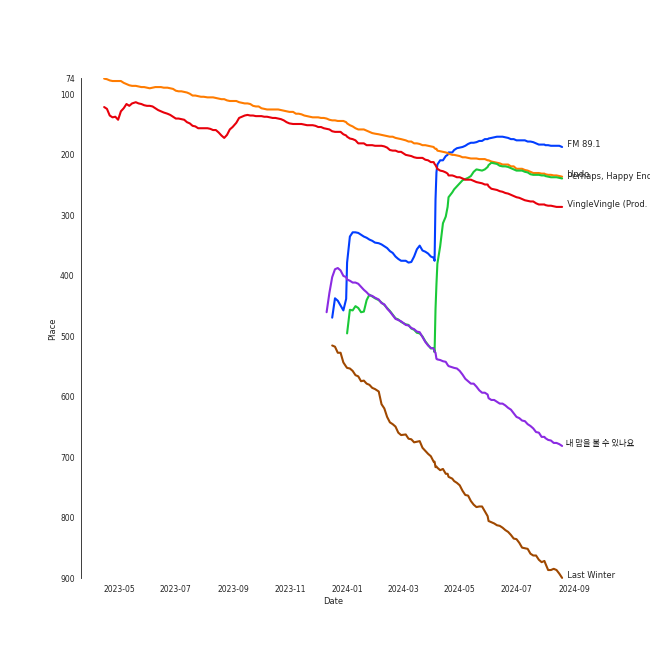 74
100
200
300
400
500
600
700
800
900
Place
2023-05
2023-07
2023-09
2023-11
2024-01
2024-03
2024-05
2024-07
2024-09
Date
FM 89.1
Undo
Perhaps, Happy End
VingleVingle (Prod.
내 맘을 볼 수 있나요
Last Winter